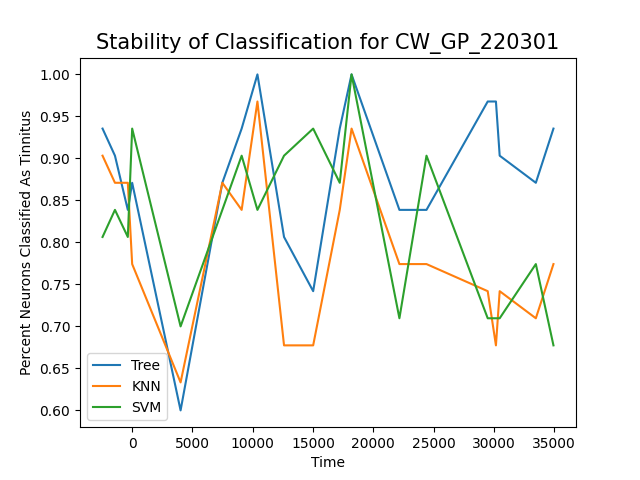 Stability of Classification for CW_GP_220301
Percent Neurons Classified As Tinnitus
1.00
0.95
0.90
0.85
0.80
0.75
0.70
0.65
0.60
Tree
KNN
SVM
0 5000 10000 15000 20000 25000 30000 35000
Time